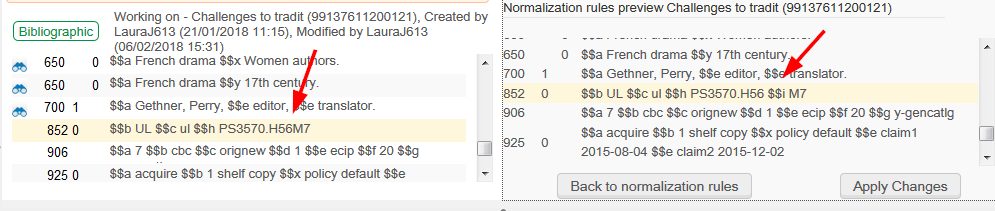 Bibliographic
Working on - Challenges to tradit (99137611200121), Created by
LauraJ613 (21/01/2018 11:15), Modified by LauraJ613
(06/02/2018 15:31)
650 0 $$a French drama $$x Women authors.
650 0 $$a French drama $$y 17th century.
700 1 $$a Gethner, Perry, $$e editor, $$e translator.
852 0 $$b UL $$c ul $$h PS3570.H56M7
906 $$a 7 $$b cbc $$c orignew $$d 1 $$e ecip $$f 20 $$g
925 0 $$a acquire $$b 1 shelf copy $$x policy default $$e
Normalization rules preview Challenges to tradit (99137611200121)
650 0 $$a French drama $$y 17th century.
700 1 $$a Gethner, Perry, $$e editor, $$e translator.
852 0 $$b UL $$c ul $$h PS3570.H56 $$i M7
906 $$a 7 $$b cbc $$c orignew $$d 1 $$e ecip $$f 20 $$g y-gencatlg
925 0 $$a acquire $$b 1 shelf copy $$x policy default $$e claim1
2015-08-04 $$e claim2 2015-12-02
Back to normalization rules
Apply Changes